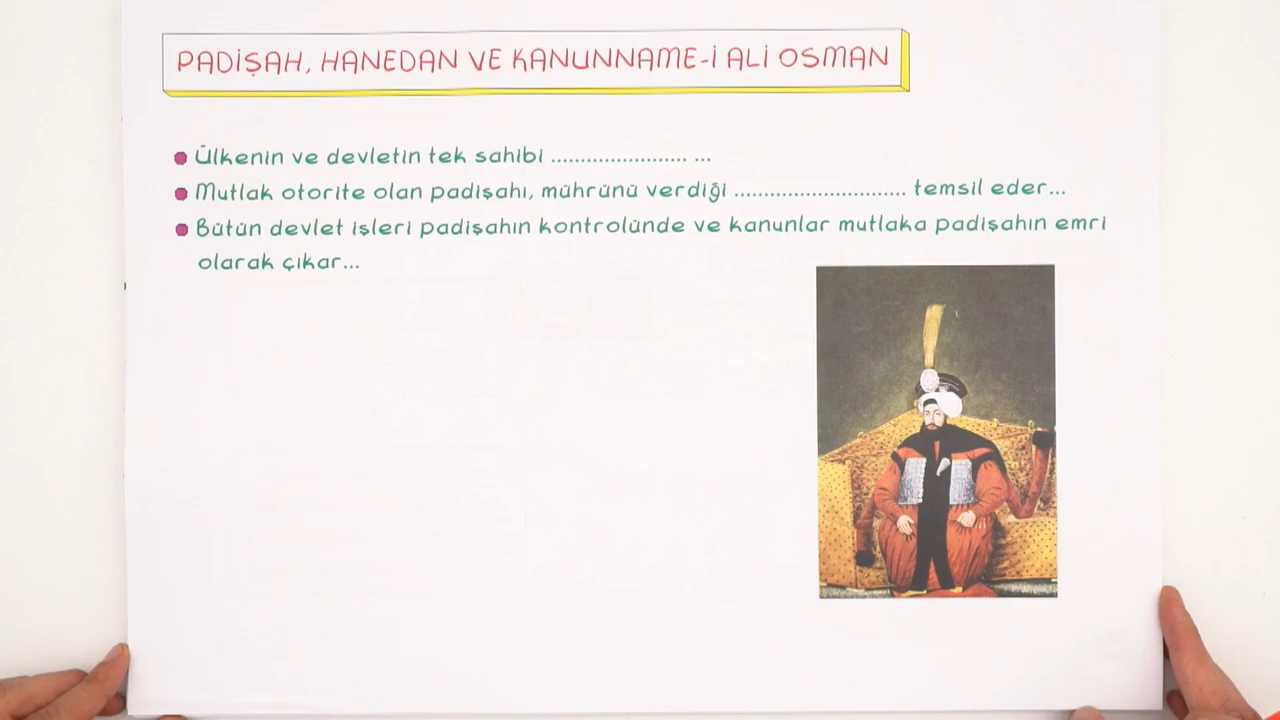 PADİŞAH, HANEDAN VE KANUNNAME-İ ALİ OSMAN
Ülkenin ve devletin tek sahibi ....................... ...
Mutlak otorite olan padişahı, mührünü verdiği ............................. temsil eder...
Bütün devlet işleri padişahın kontrolünde ve kanunlar mutlaka padişahın emri
olarak çıkar...